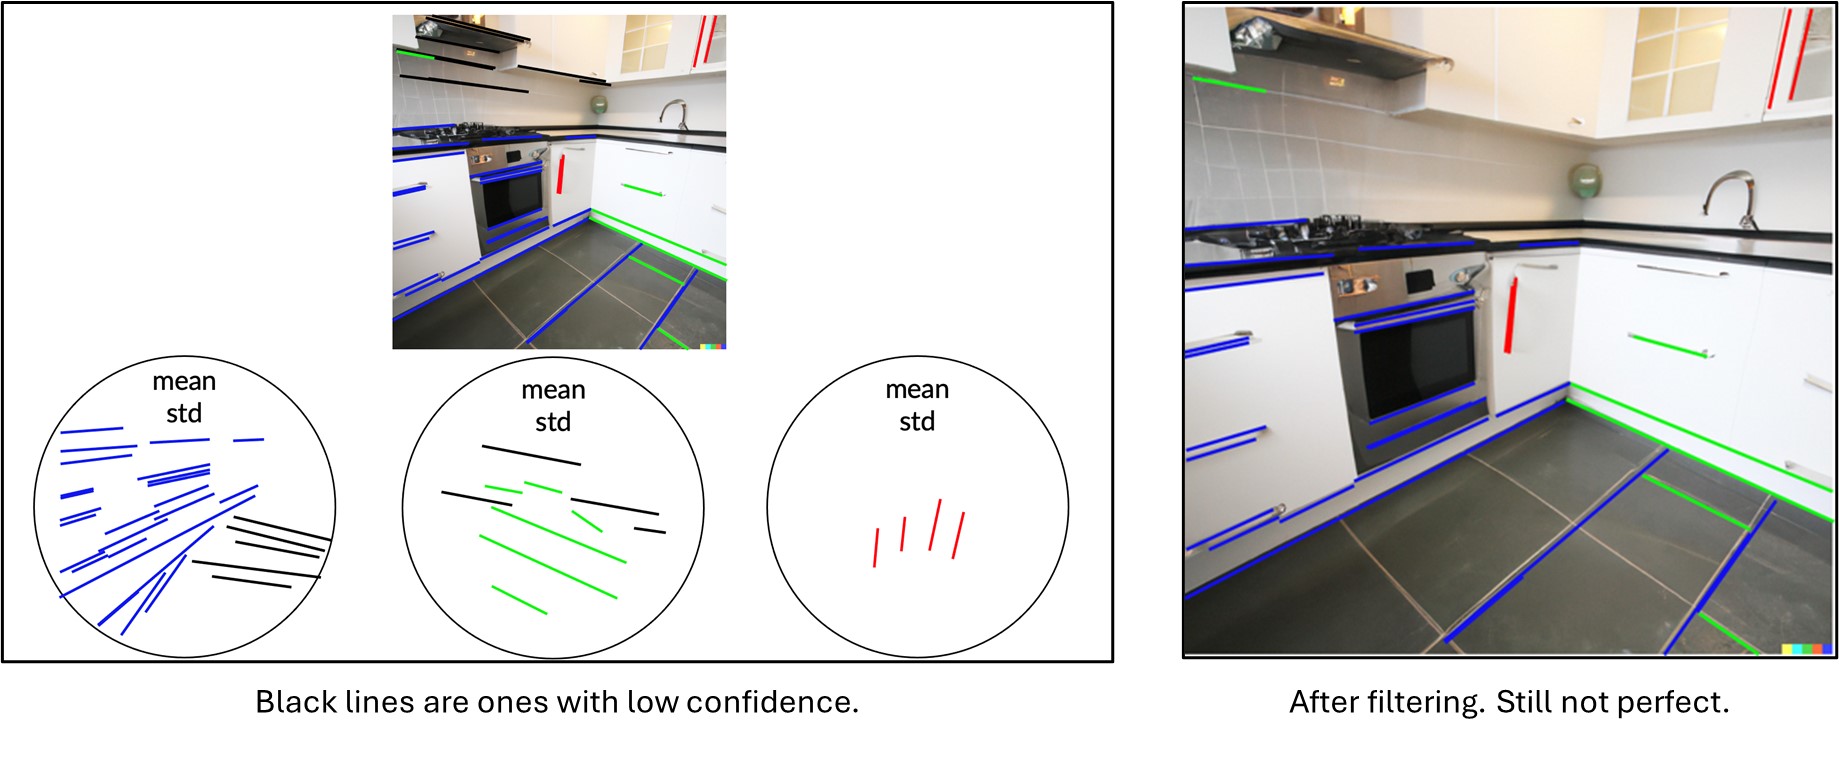 mean
std
mean
std
mean
std
Black lines are ones with low confidence.
After filtering. Still not perfect.